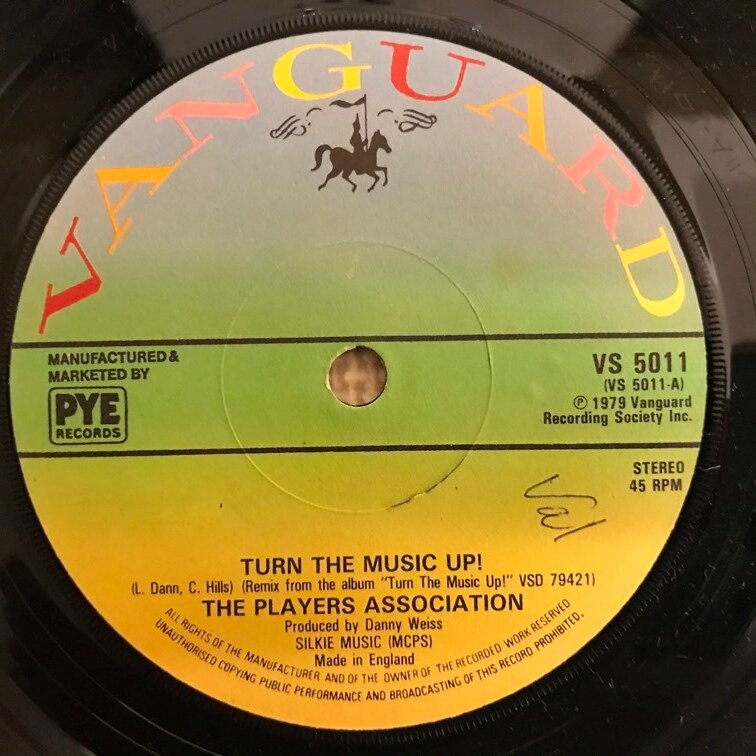 VANGUARD
MANUFACTURED &
MARKETED BY
PYE
RECORDS
VS 5011
(VS 5011-A)
℗ 1979 Vanguard
Recording Society Inc.
STEREO
45 RPM
Val
TURN THE MUSIC UP!
(L. Dann, C. Hills) (Remix from the album "Turn The Music Up!" VSD 79421)
THE PLAYERS ASSOCIATION
Produced by Danny Weiss
SILKIE MUSIC (MCPS)
Made in England
ALL RIGHTS OF THE MANUFACTURER AND OF THE OWNER OF THE RECORDED WORK RESERVED
UNAUTHORISED COPYING PUBLIC PERFORMANCE AND BROADCASTING OF THIS RECORD PROHIBITED.